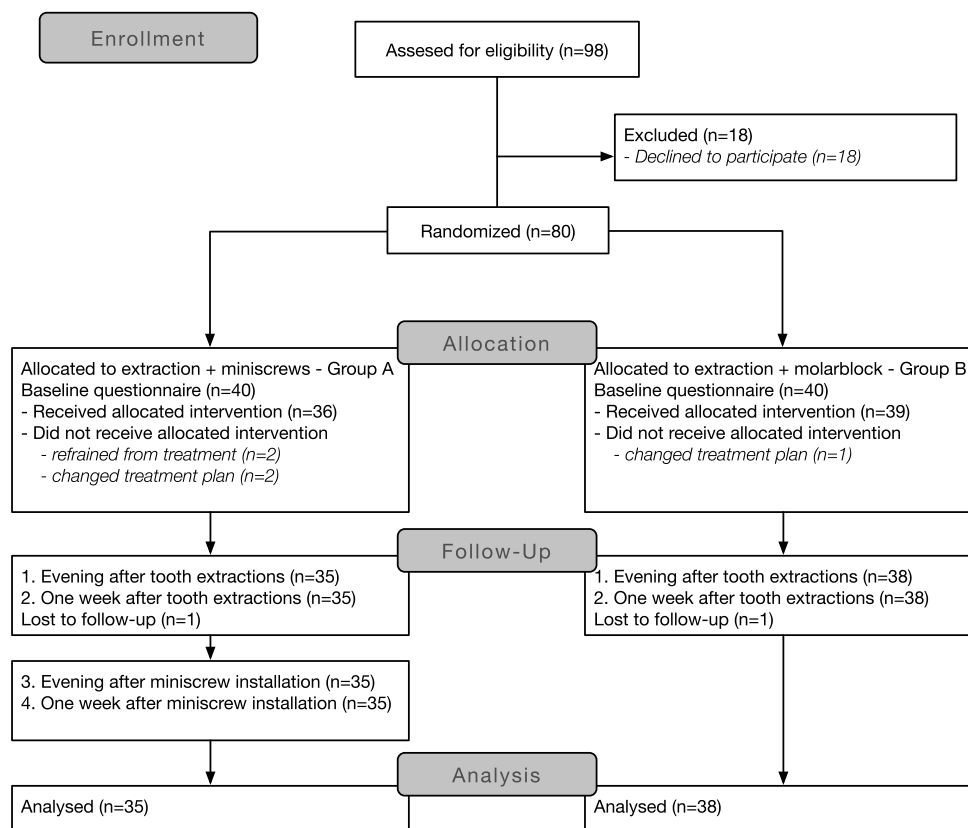 Enrollment
Assesed for eligibility (n=98)
Excluded (n=18)
- Declined to participate (n=18)
Randomized (n=80)
Allocation
Allocated to extraction + miniscrews - Group A
Baseline questionnaire (n=40)
- Received allocated intervention (n=36)
- Did not receive allocated intervention
- refrained from treatment (n=2)
- changed treatment plan (n=2)
Allocated to extraction + molarblock - Group B
Baseline questionnaire (n=40)
- Received allocated intervention (n=39)
- Did not receive allocated intervention
- changed treatment plan (n=1)
Follow-Up
1. Evening after tooth extractions (n=35)
2. One week after tooth extractions (n=35)
Lost to follow-up (n=1)
1. Evening after tooth extractions (n=38)
2. One week after tooth extractions (n=38)
Lost to follow-up (n=1)
3. Evening after miniscrew installation (n=35)
4. One week after miniscrew installation (n=35)
Analysis
Analysed (n=35)
Analysed (n=38)